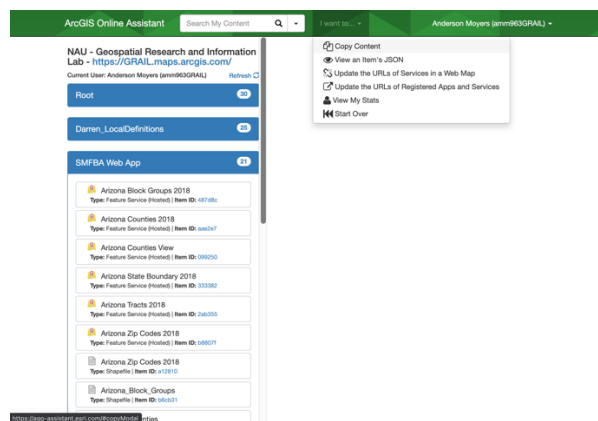 ArcGIS Online Assistant
Search My Content
I want to...
Anderson Moyers (amm963GRAIL)
NAU - Geospatial Research and Information
Lab - https://GRAIL.maps.arcgis.com/
Current User: Anderson Moyers (amm963GRAIL)
Refresh
Root
30
Darren_LocalDefinitions
25
SMFBA Web App
21
Arizona Block Groups 2018
Type: Feature Service (Hosted) | Item ID: 487d8c
Arizona Counties 2018
Type: Feature Service (Hosted) | Item ID: aae2e7
Arizona Counties View
Type: Feature Service (Hosted) | Item ID: 099250
Arizona State Boundary 2018
Type: Feature Service (Hosted) | Item ID: 333382
Arizona Tracts 2018
Type: Feature Service (Hosted) | Item ID: 2ab355
Arizona Zip Codes 2018
Type: Feature Service (Hosted) | Item ID: b8807f
Arizona Zip Codes 2018
Type: Shapefile | Item ID: a12810
Arizona_Block_Groups
Type: Shapefile | Item ID: b6cb31
Copy Content
View an Item's JSON
Update the URLs of Services in a Web Map
Update the URLs of Registered Apps and Services
View My Stats
Start Over
https://ago-assistant.esri.com/#copyModal